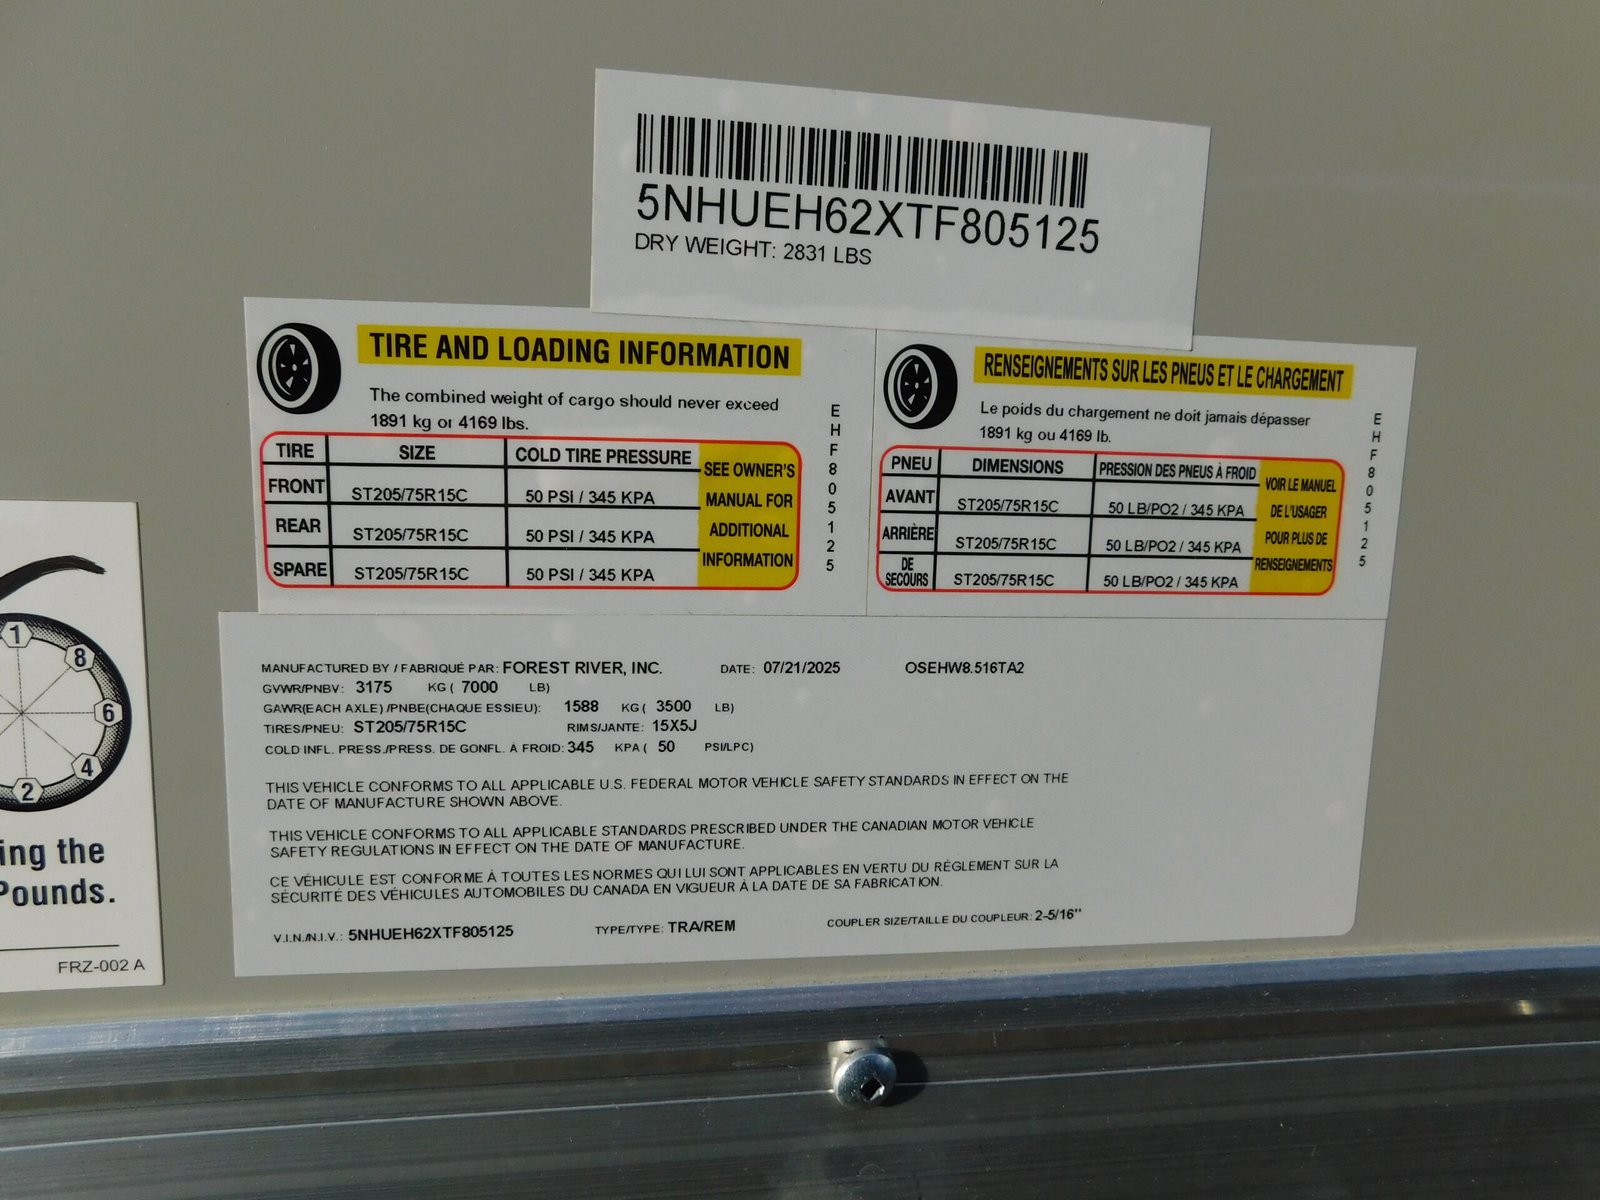 5NHUEH62XTF805125
DRY WEIGHT: 2831 LBS
TIRE AND LOADING INFORMATION
The combined weight of cargo should never exceed
1891 kg or 4169 lbs.
TIRE SIZE COLD TIRE PRESSURE
FRONT ST205/75R15C 50 PSI / 345 KPA
REAR ST205/75R15C 50 PSI / 345 KPA
SPARE ST205/75R15C 50 PSI / 345 KPA
SEE OWNER'S
MANUAL FOR
ADDITIONAL
INFORMATION
EHF805125
RENSEIGNEMENTS SUR LES PNEUS ET LE CHARGEMENT
Le poids du chargement ne doit jamais dépasser
1891 kg ou 4169 lb.
PNEU DIMENSIONS PRESSION DES PNEUS À FROID
AVANT ST205/75R15C 50 LB/PO2 / 345 KPA
ARRIÈRE ST205/75R15C 50 LB/PO2 / 345 KPA
DE SECOURS ST205/75R15C 50 LB/PO2 / 345 KPA
VOIR LE MANUEL
DE L'USAGER
POUR PLUS DE
RENSEIGNEMENTS
EHF805125
MANUFACTURED BY / FABRIQUÉ PAR: FOREST RIVER, INC. DATE: 07/21/2025 OSEHW8.516TA2
GVWR/PNBV: 3175 KG ( 7000 LB)
GAWR(EACH AXLE) /PNBE(CHAQUE ESSIEU): 1588 KG ( 3500 LB)
TIRES/PNEU: ST205/75R15C RIMS/JANTE: 15X5J
COLD INFL. PRESS./PRESS. DE GONFL. À FROID: 345 KPA ( 50 PSI/LPC)
THIS VEHICLE CONFORMS TO ALL APPLICABLE U.S. FEDERAL MOTOR VEHICLE SAFETY STANDARDS IN EFFECT ON THE
DATE OF MANUFACTURE SHOWN ABOVE.
THIS VEHICLE CONFORMS TO ALL APPLICABLE STANDARDS PRESCRIBED UNDER THE CANADIAN MOTOR VEHICLE
SAFETY REGULATIONS IN EFFECT ON THE DATE OF MANUFACTURE.
CE VÉHICULE EST CONFORME À TOUTES LES NORMES QUI LUI SONT APPLICABLES EN VERTU DU RÈGLEMENT SUR LA
SÉCURITÉ DES VÉHICULES AUTOMOBILES DU CANADA EN VIGUEUR À LA DATE DE SA FABRICATION.
V.I.N./N.I.V.: 5NHUEH62XTF805125 TYPE/TYPE: TRA/REM COUPLER SIZE/TAILLE DU COUPLEUR: 2-5/16"
1
8
6
4
2
ing the
Pounds.
FRZ-002 A